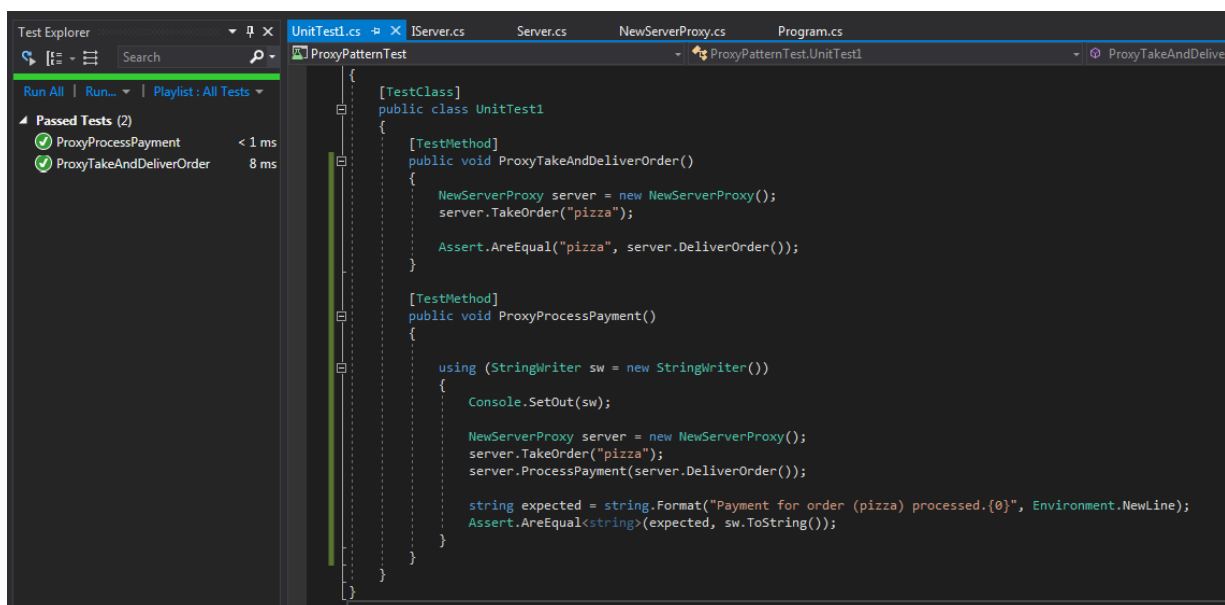 Test Explorer
Search
Run All | Run... | Playlist : All Tests
Passed Tests (2)
ProxyProcessPayment < 1 ms
ProxyTakeAndDeliverOrder 8 ms
UnitTest1.cs IServer.cs Server.cs NewServerProxy.cs Program.cs
ProxyPatternTest ProxyPatternTest.UnitTest1 ProxyTakeAndDelive
{
[TestClass]
public class UnitTest1
{
[TestMethod]
public void ProxyTakeAndDeliverOrder()
{
NewServerProxy server = new NewServerProxy();
server.TakeOrder("pizza");
Assert.AreEqual("pizza", server.DeliverOrder());
}
[TestMethod]
public void ProxyProcessPayment()
{
using (StringWriter sw = new StringWriter())
{
Console.SetOut(sw);
NewServerProxy server = new NewServerProxy();
server.TakeOrder("pizza");
server.ProcessPayment(server.DeliverOrder());
string expected = string.Format("Payment for order (pizza) processed.{0}", Environment.NewLine);
Assert.AreEqual<string>(expected, sw.ToString());
}
}
}
}